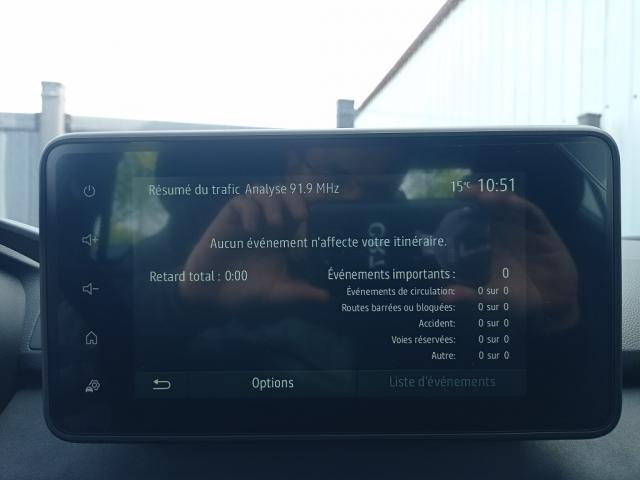 Résumé du trafic Analyse 91.9 MHz 15°C 10:51
Aucun événement n'affecte votre itinéraire.
Retard total : 0:00
Événements importants : 0
Événements de circulation: 0 sur 0
Routes barrées ou bloquées: 0 sur 0
Accident: 0 sur 0
Voies réservées: 0 sur 0
Autre: 0 sur 0
Options
Liste d'événements